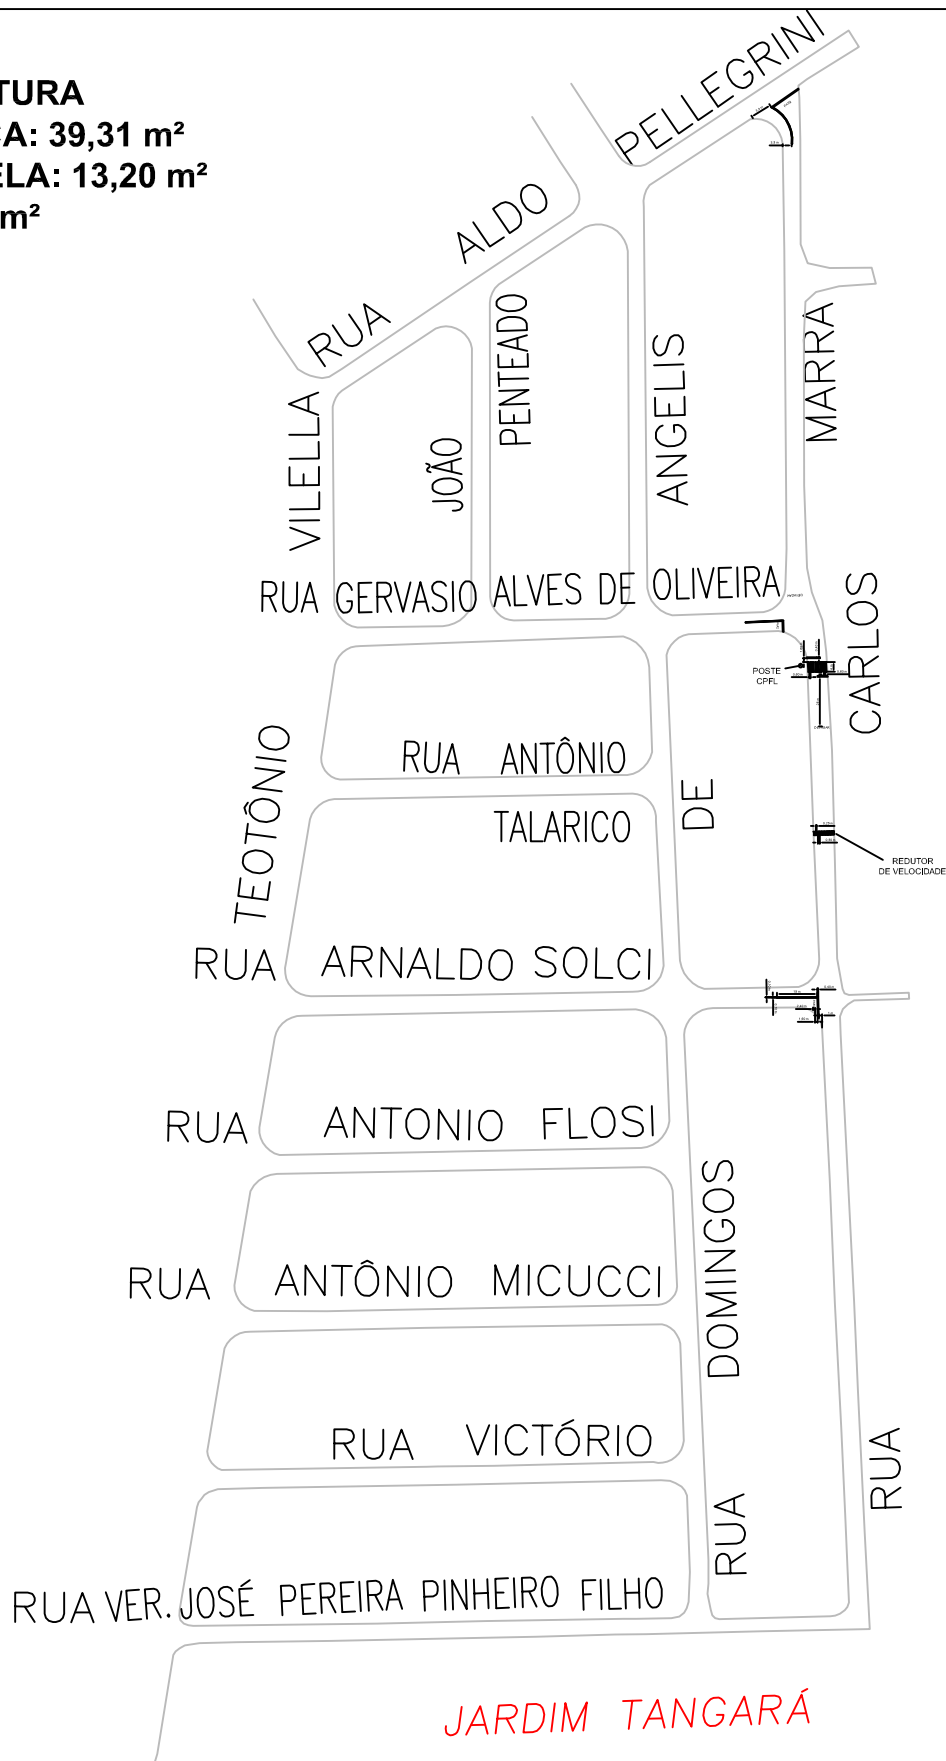 TURA
CA: 39,31 m²
ELA: 13,20 m²
m²
RUA ALDO PELLEGRINI
VILELLA
JOÃO
PENTEADO
ANGELIS
MARRA
RUA GERVASIO ALVES DE OLIVEIRA
CARLOS
POSTE
CPFL
TEOTÔNIO
RUA ANTÔNIO
TALARICO
DE
REDUTOR
DE VELOCIDADE
RUA ARNALDO SOLCI
RUA ANTONIO FLOSI
DOMINGOS
RUA ANTÔNIO MICUCCI
RUA VICTÓRIO
RUA
RUA
RUA VER. JOSÉ PEREIRA PINHEIRO FILHO
JARDIM TANGARÁ